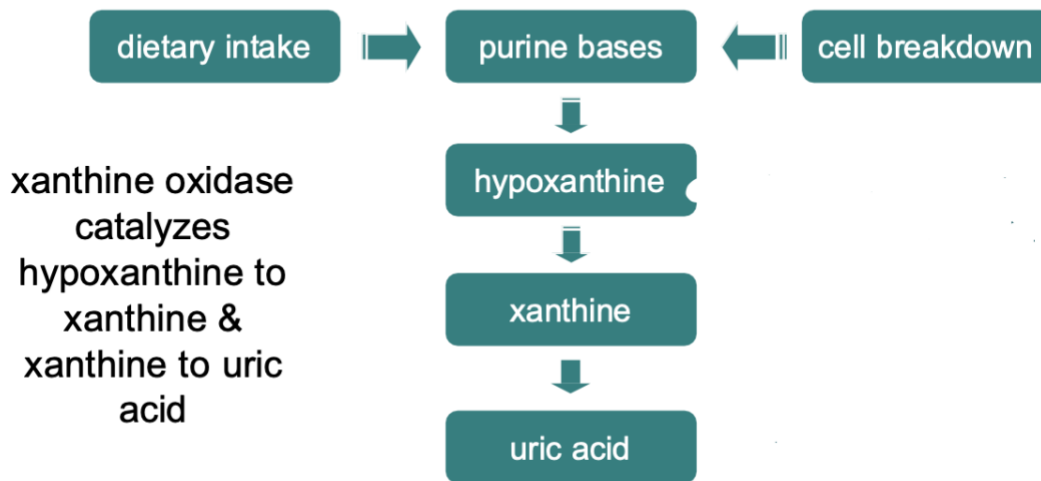 dietary intake
purine bases
cell breakdown
hypoxanthine
xanthine oxidase
catalyzes
hypoxanthine to
xanthine &
xanthine to uric
acid
xanthine
uric acid